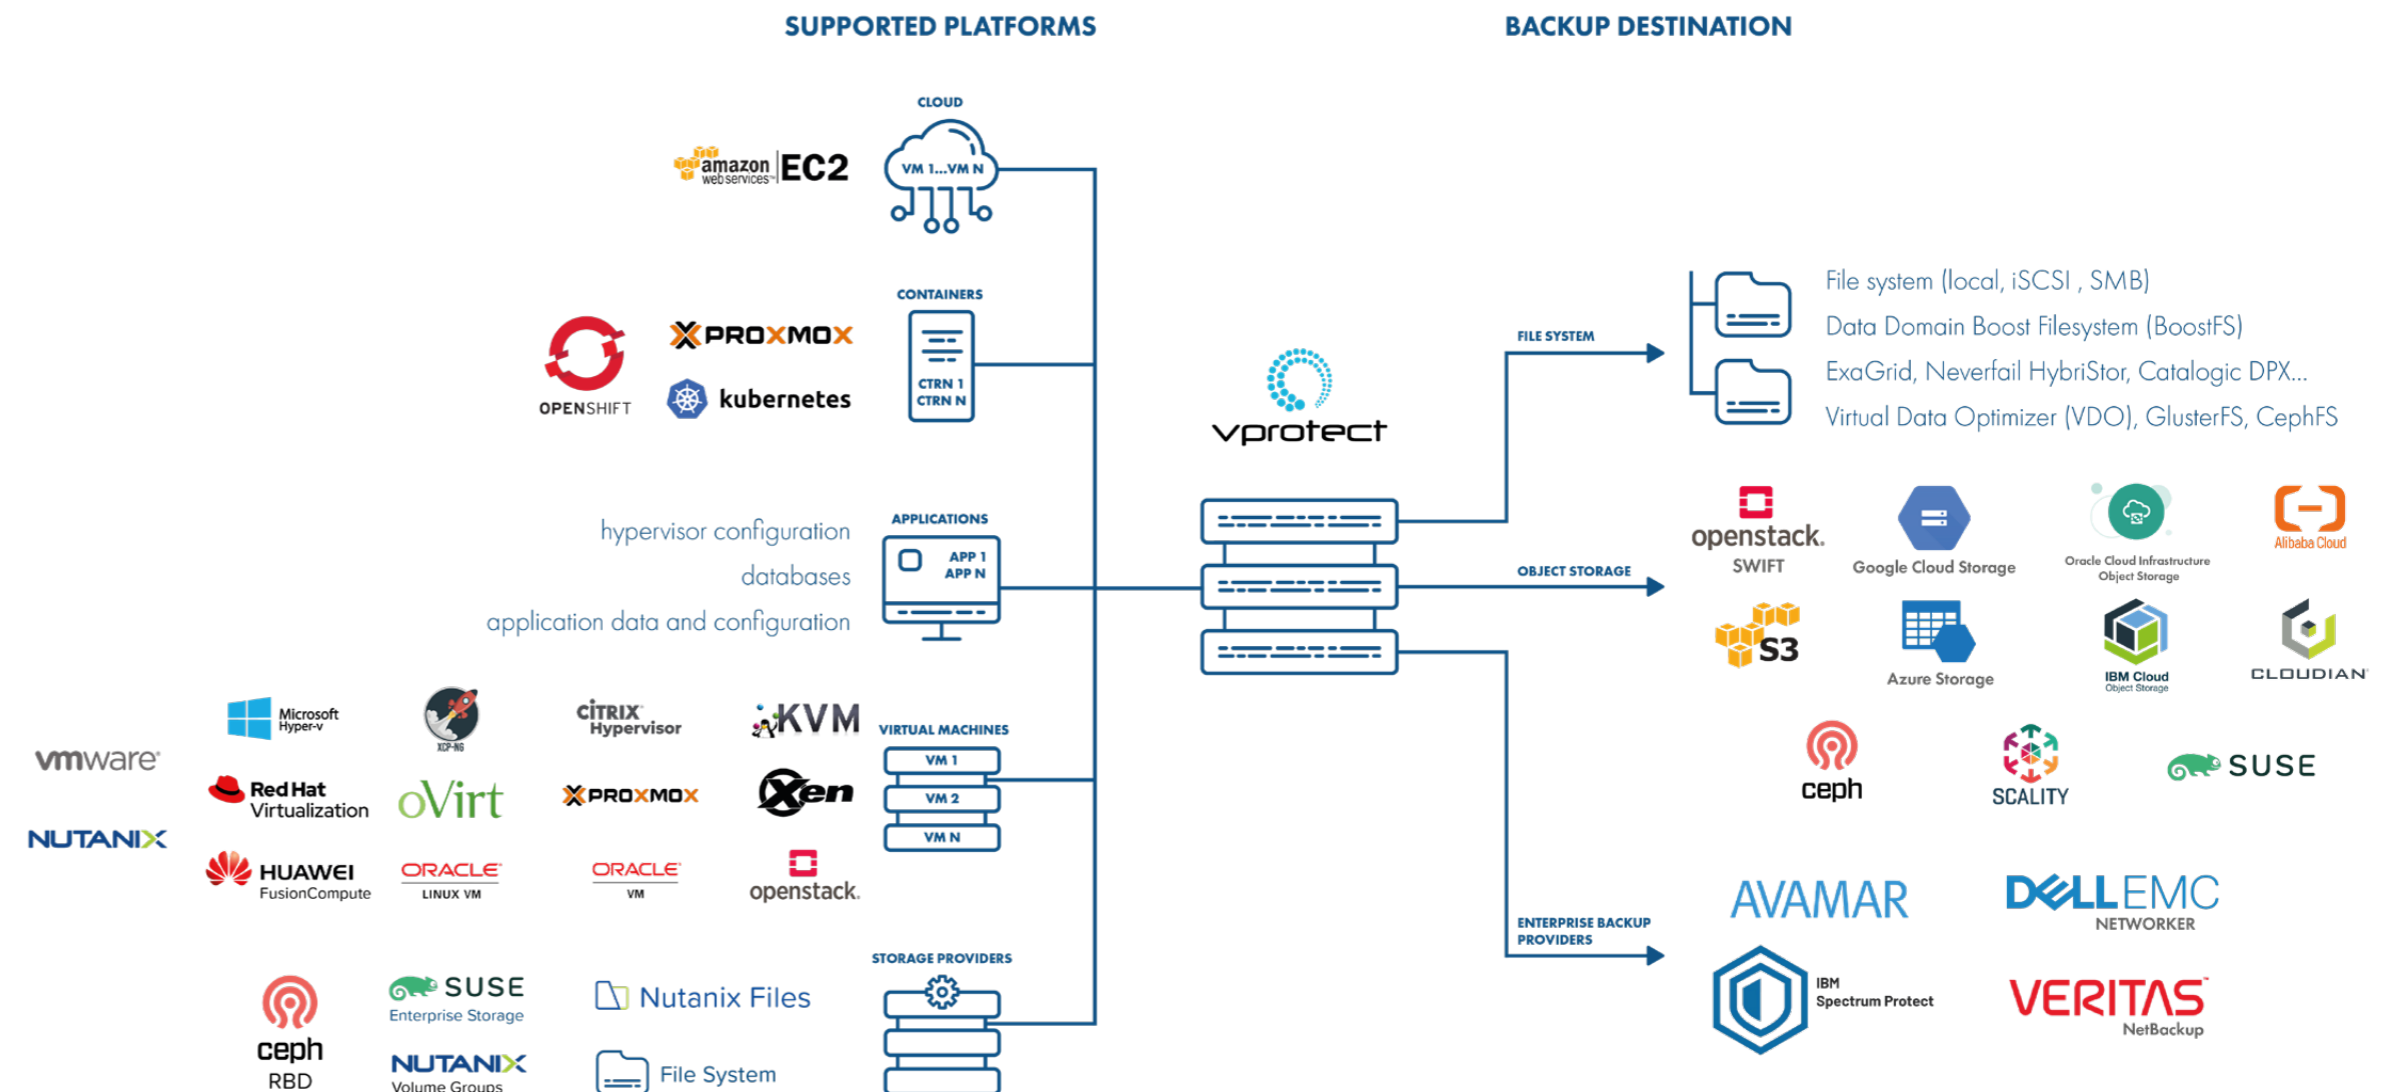 SUPPORTED PLATFORMS
BACKUP DESTINATION
CLOUD
amazon
web services™
EC2
VM 1...VM N
CONTAINERS
OPENSHIFT
PROXMOX
kubernetes
CTRN 1
CTRN N
APPLICATIONS
hypervisor configuration
databases
application data and configuration
APP 1
APP N
VIRTUAL MACHINES
Microsoft
Hyper-v
XCP-NG
CITRIX®
Hypervisor
KVM
vmware®
Red Hat
Virtualization
oVirt
PROXMOX
Xen
NUTANIX
HUAWEI
FusionCompute
ORACLE®
LINUX VM
ORACLE®
VM
openstack.
VM 1
VM 2
VM N
STORAGE PROVIDERS
ceph
RBD
SUSE
Enterprise Storage
NUTANIX
Volume Groups
Nutanix Files
File System
vprotect
FILE SYSTEM
File system (local, iSCSI , SMB)
Data Domain Boost Filesystem (BoostFS)
ExaGrid, Neverfail HybriStor, Catalogic DPX...
Virtual Data Optimizer (VDO), GlusterFS, CephFS
OBJECT STORAGE
openstack.
SWIFT
Google Cloud Storage
Oracle Cloud Infrastructure
Object Storage
Alibaba Cloud
S3
Azure Storage
IBM Cloud
Object Storage
CLOUDIAN®
ceph
SCALITY
SUSE
ENTERPRISE BACKUP
PROVIDERS
AVAMAR
DELLEMC
NETWORKER
IBM
Spectrum Protect
VERITAS™
NetBackup